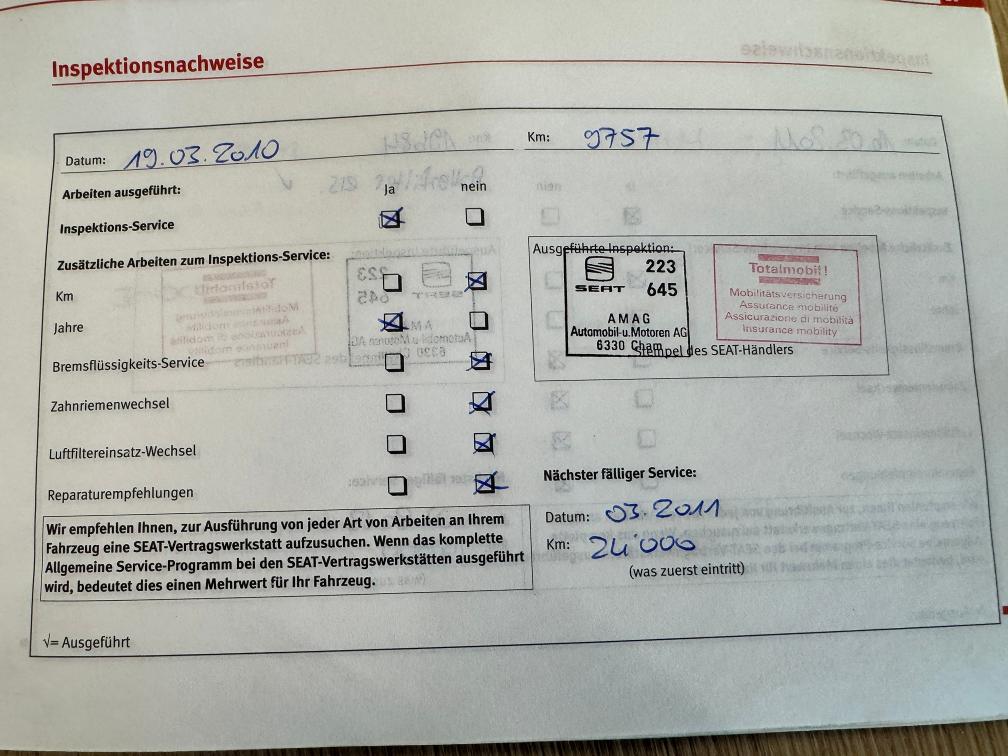 Inspektionsnachweise
Datum: 19.03.2010
Km: 9757
Arbeiten ausgeführt:
Ja nein
Inspektions-Service
Zusätzliche Arbeiten zum Inspektions-Service:
Km
Jahre
Bremsflüssigkeits-Service
Zahnriemenwechsel
Luftfiltereinsatz-Wechsel
Reparaturempfehlungen
Ausgeführte Inspektion:
SEAT
223
645
AMAG
Automobil-u.Motoren AG
6330 Cham
Totalmobil!
Mobilitätsversicherung
Assurance mobilité
Assicurazione di mobilità
Insurance mobility
Stempel des SEAT-Händlers
Nächster fälliger Service:
Datum: 03.2011
Km: 24'000
(was zuerst eintritt)
Wir empfehlen Ihnen, zur Ausführung von jeder Art von Arbeiten an Ihrem
Fahrzeug eine SEAT-Vertragswerkstatt aufzusuchen. Wenn das komplette
Allgemeine Service-Programm bei den SEAT-Vertragswerkstätten ausgeführt
wird, bedeutet dies einen Mehrwert für Ihr Fahrzeug.
√= Ausgeführt